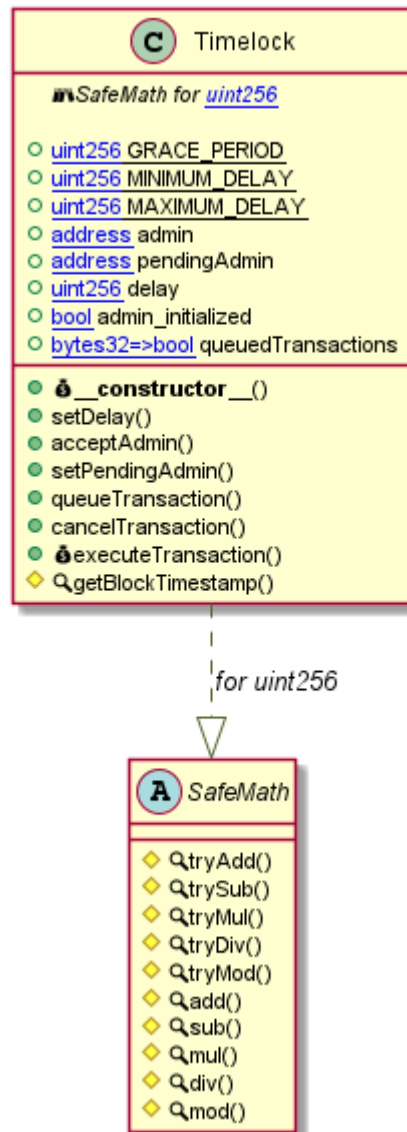 C Timelock
SafeMath for uint256
uint256 GRACE_PERIOD
uint256 MINIMUM_DELAY
uint256 MAXIMUM_DELAY
address admin
address pendingAdmin
uint256 delay
bool admin_initialized
bytes32=>bool queuedTransactions
__constructor__()
setDelay()
acceptAdmin()
setPendingAdmin()
queueTransaction()
cancelTransaction()
executeTransaction()
getBlockTimestamp()
for uint256
A SafeMath
tryAdd()
trySub()
tryMul()
tryDiv()
tryMod()
add()
sub()
mul()
div()
mod()